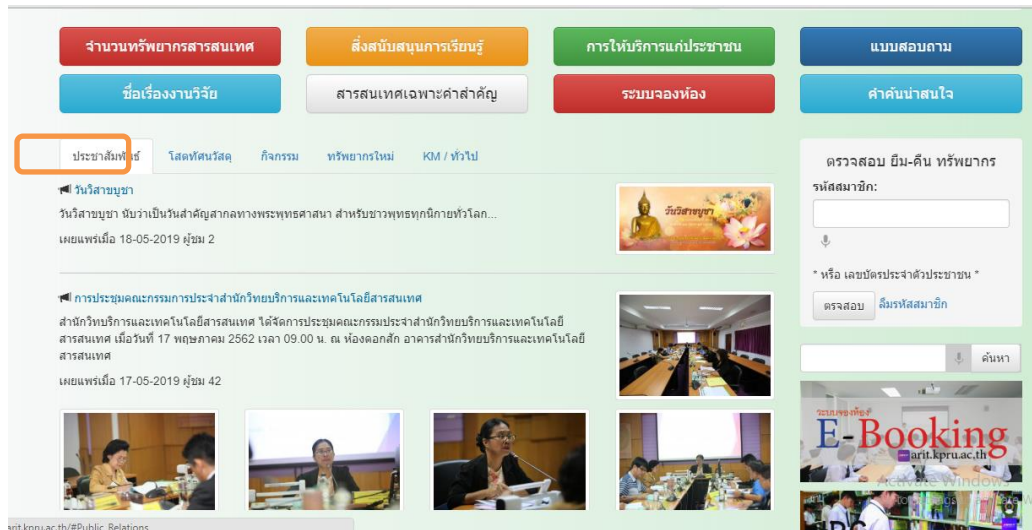 จำนวนทรัพยากรสารสนเทศ
สิ่งสนับสนุนการเรียนรู้
การให้บริการแก่ประชาชน
แบบสอบถาม
ชื่อเรื่องงานวิจัย
สารสนเทศเฉพาะคำสำคัญ
ระบบจองห้อง
คำค้นน่าสนใจ
ประชาสัมพันธ์
โสตทัศนวัสดุ
กิจกรรม
ทรัพยากรใหม่
KM / ทั่วไป
วันวิสาขบูชา
วันวิสาขบูชา นับว่าเป็นวันสำคัญสากลทางพระพุทธศาสนา สำหรับชาวพุทธทุกนิกายทั่วโลก...
เผยแพร่เมื่อ 18-05-2019 ผู้ชม 2
วันวิสาขบูชา
การประชุมคณะกรรมการประจำสำนักวิทยบริการและเทคโนโลยีสารสนเทศ
สำนักวิทยบริการและเทคโนโลยีสารสนเทศ ได้จัดการประชุมคณะกรรมประจำสำนักวิทยบริการและเทคโนโลยี
สารสนเทศ เมื่อวันที่ 17 พฤษภาคม 2562 เวลา 09.00 น. ณ ห้องดอกสัก อาคารสำนักวิทยบริการและเทคโนโลยี
สารสนเทศ
เผยแพร่เมื่อ 17-05-2019 ผู้ชม 42
ตรวจสอบ ยืม-คืน ทรัพยากร
รหัสสมาชิก:
* หรือ เลขบัตรประจำตัวประชาชน *
ตรวจสอบ ลืมรหัสสมาชิก
ค้นหา
ระบบจองห้อง
E-Booking
arit.kpru.ac.th
Activate Windows
arit.kpru.ac.th/#Public_Relations